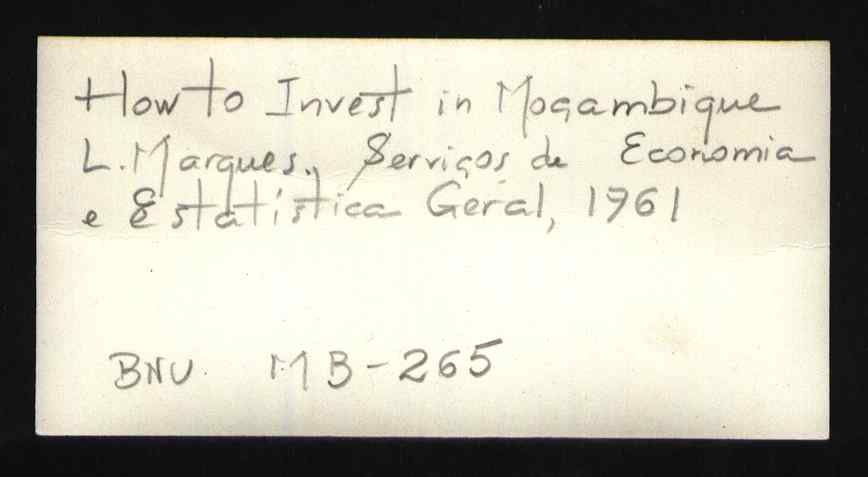 How to Invest in Moçambique
L. Marques, Serviços de Economia
e Estatística Geral, 1961
BNU MB-265